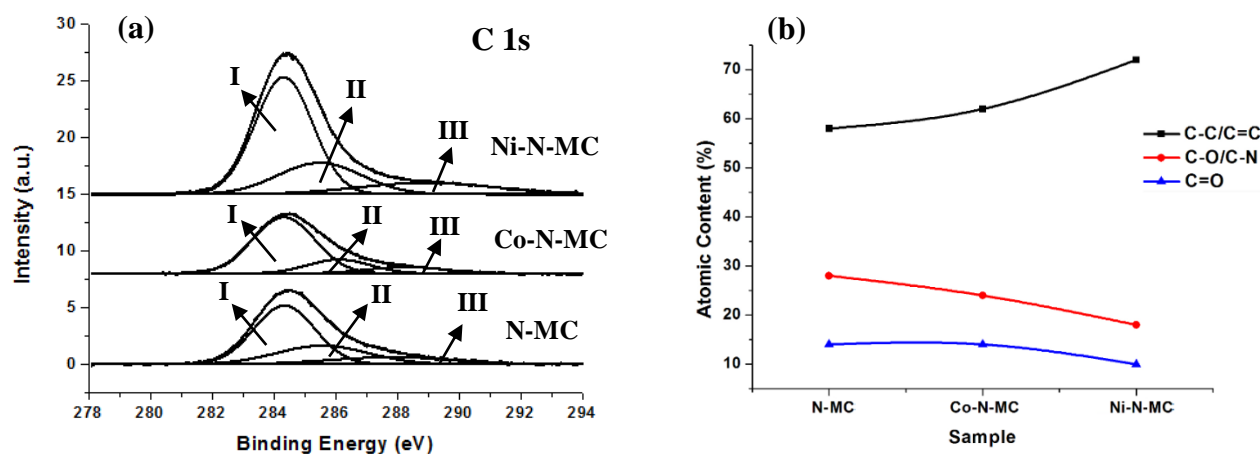 (a)
C 1s
I
II
III
Ni-N-MC
I
II
III
Co-N-MC
I
II
III
N-MC
30
25
20
15
10
5
0
Intensity (a.u.)
278 280 282 284 286 288 290 292 294
Binding Energy (eV)
(b)
70
60
50
40
30
20
10
Atomic Content (%)
C-C/C=C
C-O/C-N
C=O
N-MC Co-N-MC Ni-N-MC
Sample